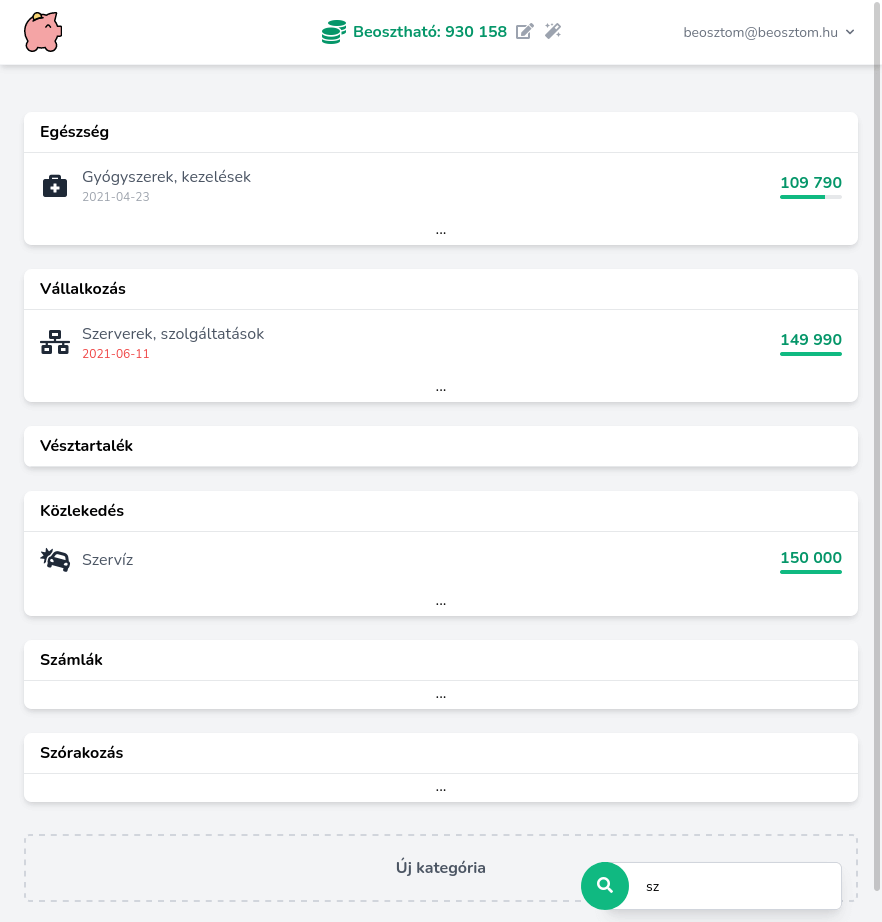 Beosztható: 930 158
beosztom@beosztom.hu
Egészség
Gyógyszerek, kezelések
2021-04-23
109 790
...
Vállalkozás
Szerverek, szolgáltatások
2021-06-11
149 990
...
Vésztartalék
Közlekedés
Szervíz
150 000
...
Számlák
...
Szórakozás
...
Új kategória
sz